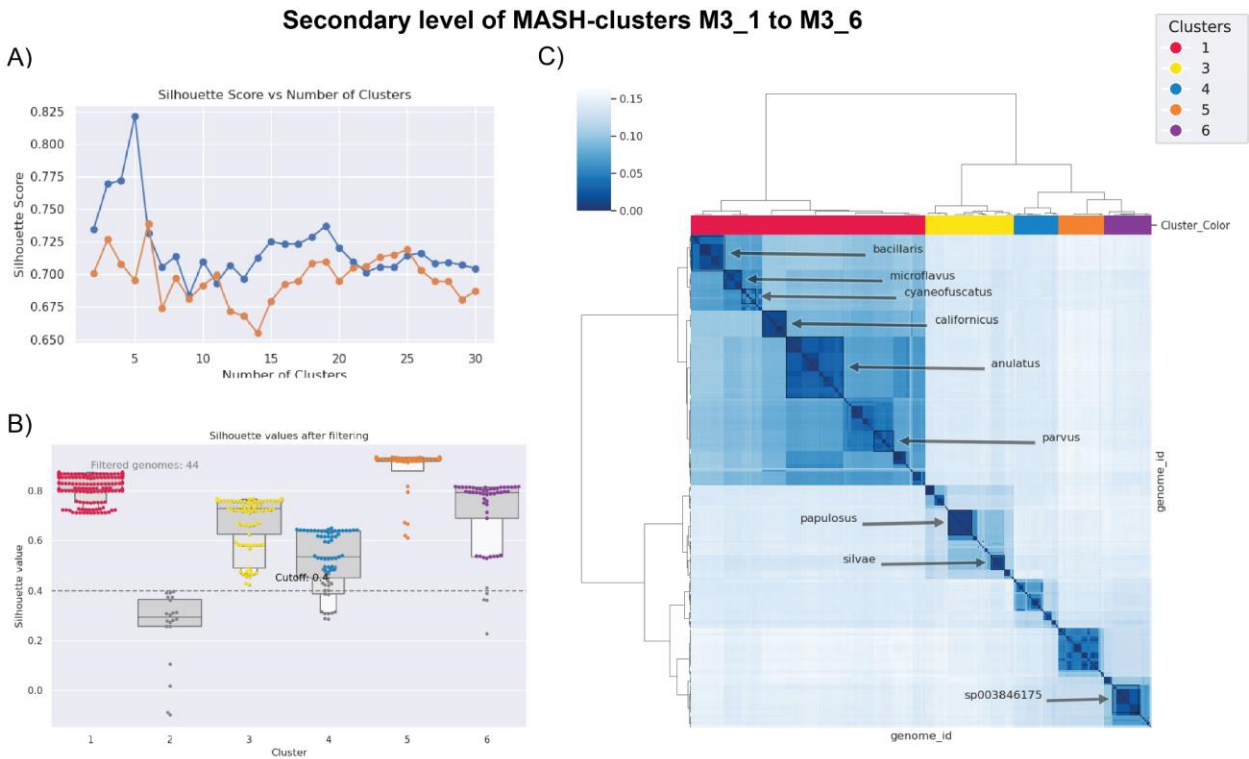 Secondary level of MASH-clusters M3_1 to M3_6
A)
Silhouette Score vs Number of Clusters
Silhouette Score
0.825
0.800
0.775
0.750
0.725
0.700
0.675
0.650
5
10
15
20
25
30
Number of Clusters
B)
Silhouette values after filtering
Filtered genomes: 44
Silhouette value
0.8
0.6
0.4
0.2
0.0
Cutoff: 0.4
1
2
3
4
5
6
Cluster
C)
0.15
0.10
0.05
0.00
Clusters
1
3
4
5
6
Cluster_Color
bacillaris
microflavus
cyaneofuscatus
californicus
anulatus
parvus
papulosus
silvae
sp003846175
genome_id
genome_id